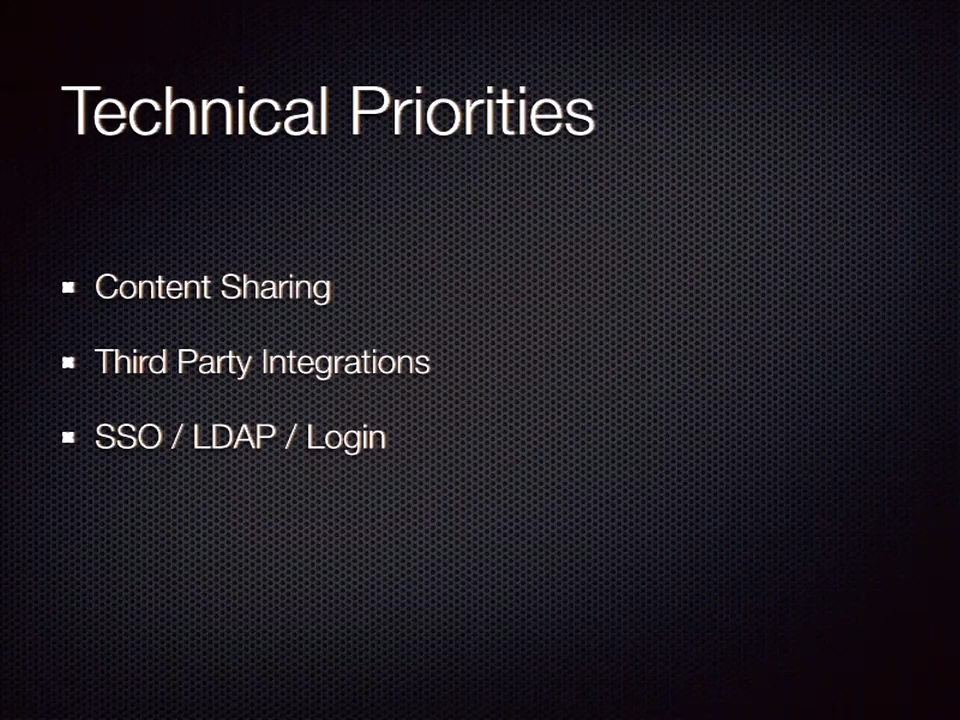 Technical Priorities
Content Sharing
Third Party Integrations
SSO / LDAP / Login